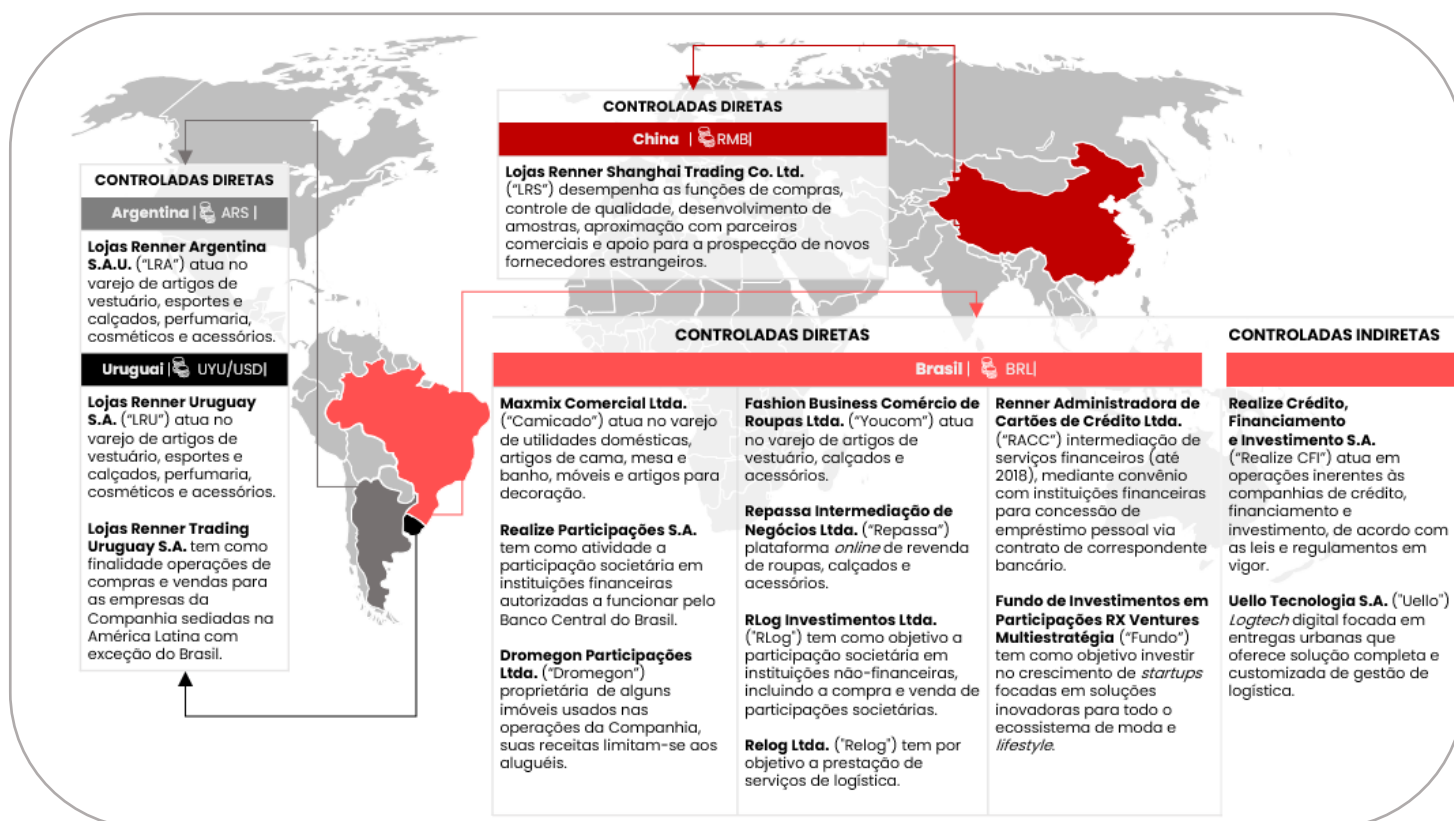 CONTROLADAS DIRETAS
China | RMB|
Lojas Renner Shanghai Trading Co. Ltd.
(“LRS”) desempenha as funções de compras,
controle de qualidade, desenvolvimento de
amostras, aproximação com parceiros
comerciais e apoio para a prospecção de novos
fornecedores estrangeiros.
CONTROLADAS DIRETAS
Argentina | ARS |
Lojas Renner Argentina
S.A.U. (“LRA”) atua no
varejo de artigos de
vestuário, esportes e
calçados, perfumaria,
cosméticos e acessórios.
Uruguai | UYU/USD|
Lojas Renner Uruguay
S.A. (“LRU”) atua no
varejo de artigos de
vestuário, esportes e
calçados, perfumaria,
cosméticos e acessórios.
Lojas Renner Trading
Uruguay S.A. tem como
finalidade operações de
compras e vendas para
as empresas da
Companhia sediadas na
América Latina com
exceção do Brasil.
CONTROLADAS DIRETAS
Brasil | BRL|
Maxmix Comercial Ltda.
(“Camicado”) atua no varejo
de utilidades domésticas,
artigos de cama, mesa e
banho, móveis e artigos para
decoração.
Realize Participações S.A.
tem como atividade a
participação societária em
instituições financeiras
autorizadas a funcionar pelo
Banco Central do Brasil.
Dromegon Participações
Ltda. (“Dromegon”)
proprietária de alguns
imóveis usados nas
operações da Companhia,
suas receitas limitam-se aos
aluguéis.
Fashion Business Comércio de
Roupas Ltda. (“Youcom”) atua
no varejo de artigos de
vestuário, calçados e
acessórios.
Repassa Intermediação de
Negócios Ltda. (“Repassa”)
plataforma online de revenda
de roupas, calçados e
acessórios.
RLog Investimentos Ltda.
("RLog") tem como objetivo a
participação societária em
instituições não-financeiras,
incluindo a compra e venda de
participações societárias.
Relog Ltda. ("Relog") tem por
objetivo a prestação de
serviços de logística.
Renner Administradora de
Cartões de Crédito Ltda.
(“RACC”) intermediação de
serviços financeiros (até
2018), mediante convênio
com instituições financeiras
para concessão de
empréstimo pessoal via
contrato de correspondente
bancário.
Fundo de Investimentos em
Participações RX Ventures
Multiestratégia (“Fundo”)
tem como objetivo investir
no crescimento de startups
focadas em soluções
inovadoras para todo o
ecossistema de moda e
lifestyle.
CONTROLADAS INDIRETAS
Realize Crédito,
Financiamento
e Investimento S.A.
(“Realize CFI”) atua em
operações inerentes às
companhias de crédito,
financiamento e
investimento, de acordo com
as leis e regulamentos em
vigor.
Uello Tecnologia S.A. ("Uello")
Logtech digital focada em
entregas urbanas que
oferece solução completa e
customizada de gestão de
logística.